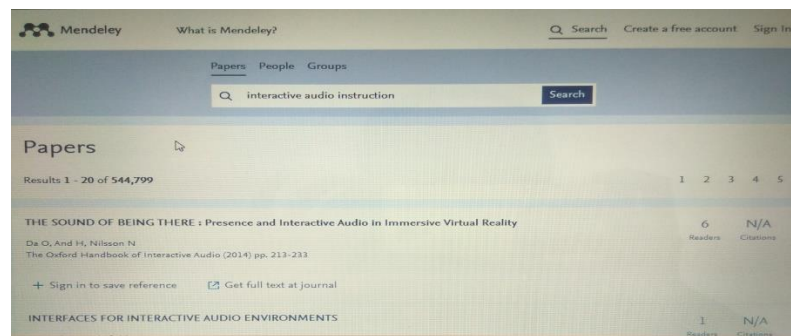 Mendeley What is Mendeley? Search Create a free account Sign In
Papers People Groups
interactive audio instruction Search
Papers
Results 1 - 20 of 544,799 1 2 3 4 5
THE SOUND OF BEING THERE : Presence and Interactive Audio in Immersive Virtual Reality 6 N/A
Readers Citations
Da O, And H, Nilsson N
The Oxford Handbook of Interactive Audio (2014) pp. 213-233
+ Sign in to save reference Get full text at journal
INTERFACES FOR INTERACTIVE AUDIO ENVIRONMENTS 1 N/A
Readers Citations